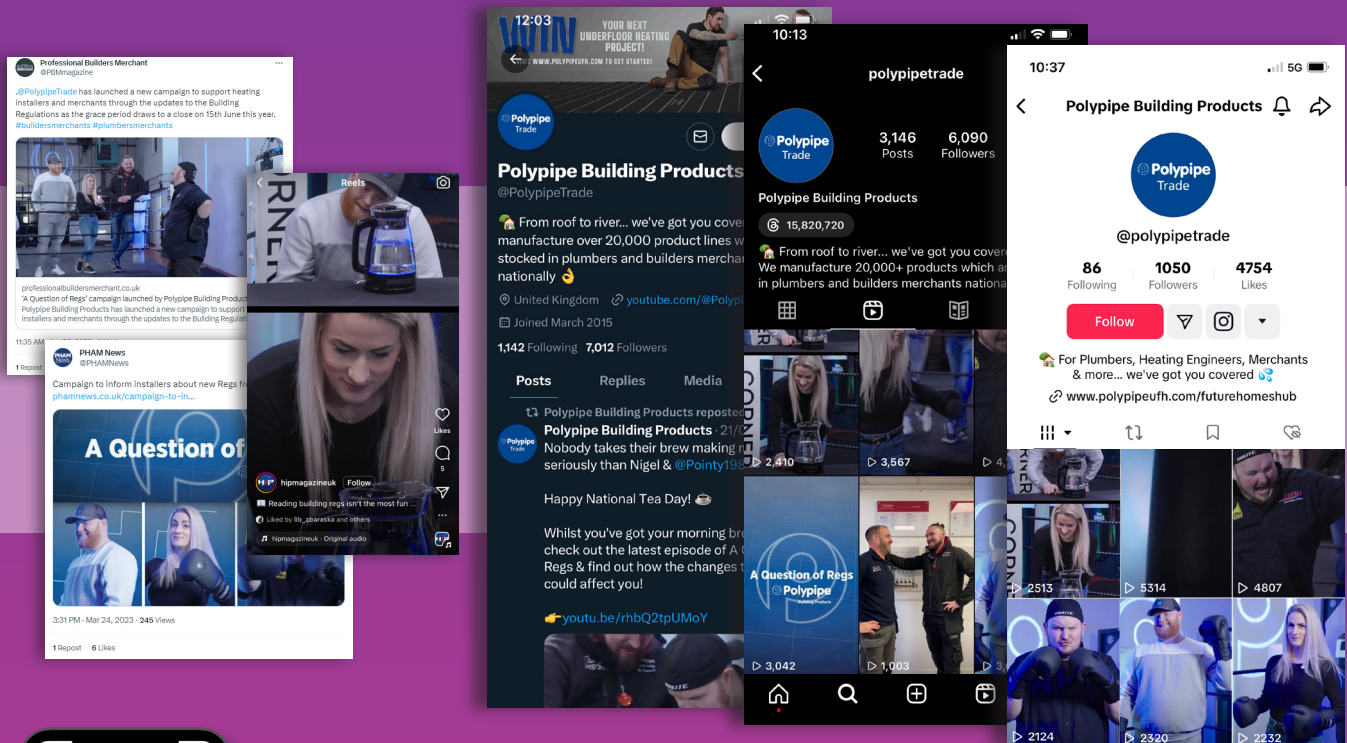 Professional Builders Merchant
@PBMmagazine
.@PolypipeTrade has launched a new campaign to support heating
installers and merchants through the updates to the Building
Regulations as the grace period draws to a close on 15th June this year.
#buildersmerchants #plumbersmerchants
professionalbuildersmerchant.co.uk
'A Question of Regs' campaign launched by Polypipe Building
Polypipe Building Products has launched a new campaign to support
installers and merchants through the updates to the Building
11:35 AM
1 Repost
PHAM News
@PHAMNews
Campaign to inform installers about new Regs
phamnews.co.uk/campaign-to-in...
A Question of
3:31 PM · Mar 24, 2023 · 245 Views
1 Repost 6 Likes
Reels
Likes
5
hipmagazineuk Follow
Reading building regs isn't the most fun ...
Liked by lib_zbaraska and others
hipmagazineuk · Original audio
12:03
WIN
YOUR NEXT
UNDERFLOOR HEATING
PROJECT!
WWW.POLYPIPEUFH.COM TO GET STARTED!
Polypipe
Trade
Polypipe Building Products
@PolypipeTrade
From roof to river... we've got you
manufacture over 20,000 product lines
stocked in plumbers and builders
nationally
United Kingdom youtube.com/@Polypi
Joined March 2015
1,142 Following 7,012 Followers
Posts Replies Media
Polypipe Building Products reposted
Polypipe
Trade
Polypipe Building Products · 21/
Nobody takes their brew making
seriously than Nigel & @Pointy198
Happy National Tea Day!
Whilst you've got your morning
check out the latest episode of A
Regs & find out how the changes
could affect you!
youtu.be/rhbQ2tpUMoY
10:13
polypipetrade
Polypipe
Trade
3,146
Posts
6,090
Followers
Polypipe Building Products
15,820,720
From roof to river... we've got you
We manufacture 20,000+ products which
in plumbers and builders merchants
CORNER
2,410
3,567
A Question of Regs
Polypipe
Building Products
3,042
1,003
10:37
5G
Polypipe Building Products
Polypipe
Trade
@polypipetrade
86
Following
1050
Followers
4754
Likes
Follow
For Plumbers, Heating Engineers, Merchants
& more... we've got you covered
www.polypipeufh.com/futurehomeshub
2513
5314
4807
2124
2320
2232